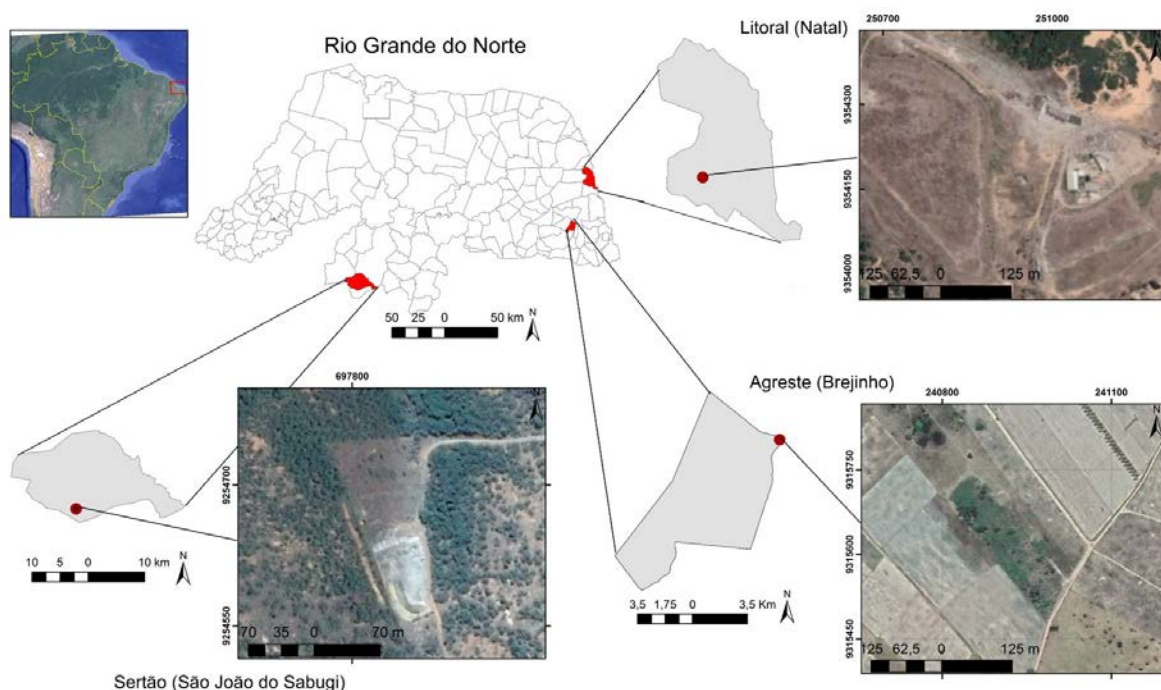 Rio Grande do Norte
Litoral (Natal)
250700 251000
9354300
9354150
9354000
125 62,5 0 125 m
50 25 0 50 km
N
697800
9254700
9254550
70 35 0 70 m
N
Sertão (São João do Sabugi)
10 5 0 10 km
N
3,5 1,75 0 3,5 Km
N
Agreste (Brejinho)
240800 241100
N
9315750
9315600
9315450
125 62,5 0 125 m